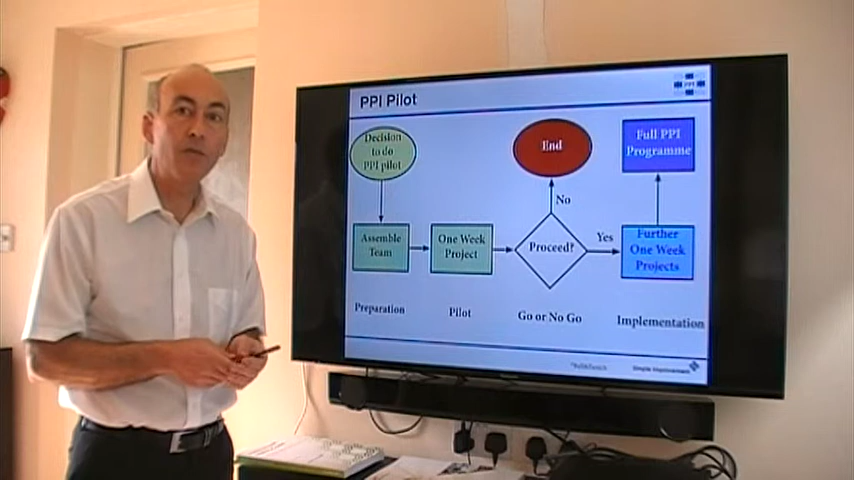 PPI Pilot
PPI
Decision
to do
PPI pilot
End
Full PPI
Programme
No
Assemble
Team
One Week
Project
Proceed?
Yes
Further
One Week
Projects
Preparation
Pilot
Go or No Go
Implementation
Simple Improvement